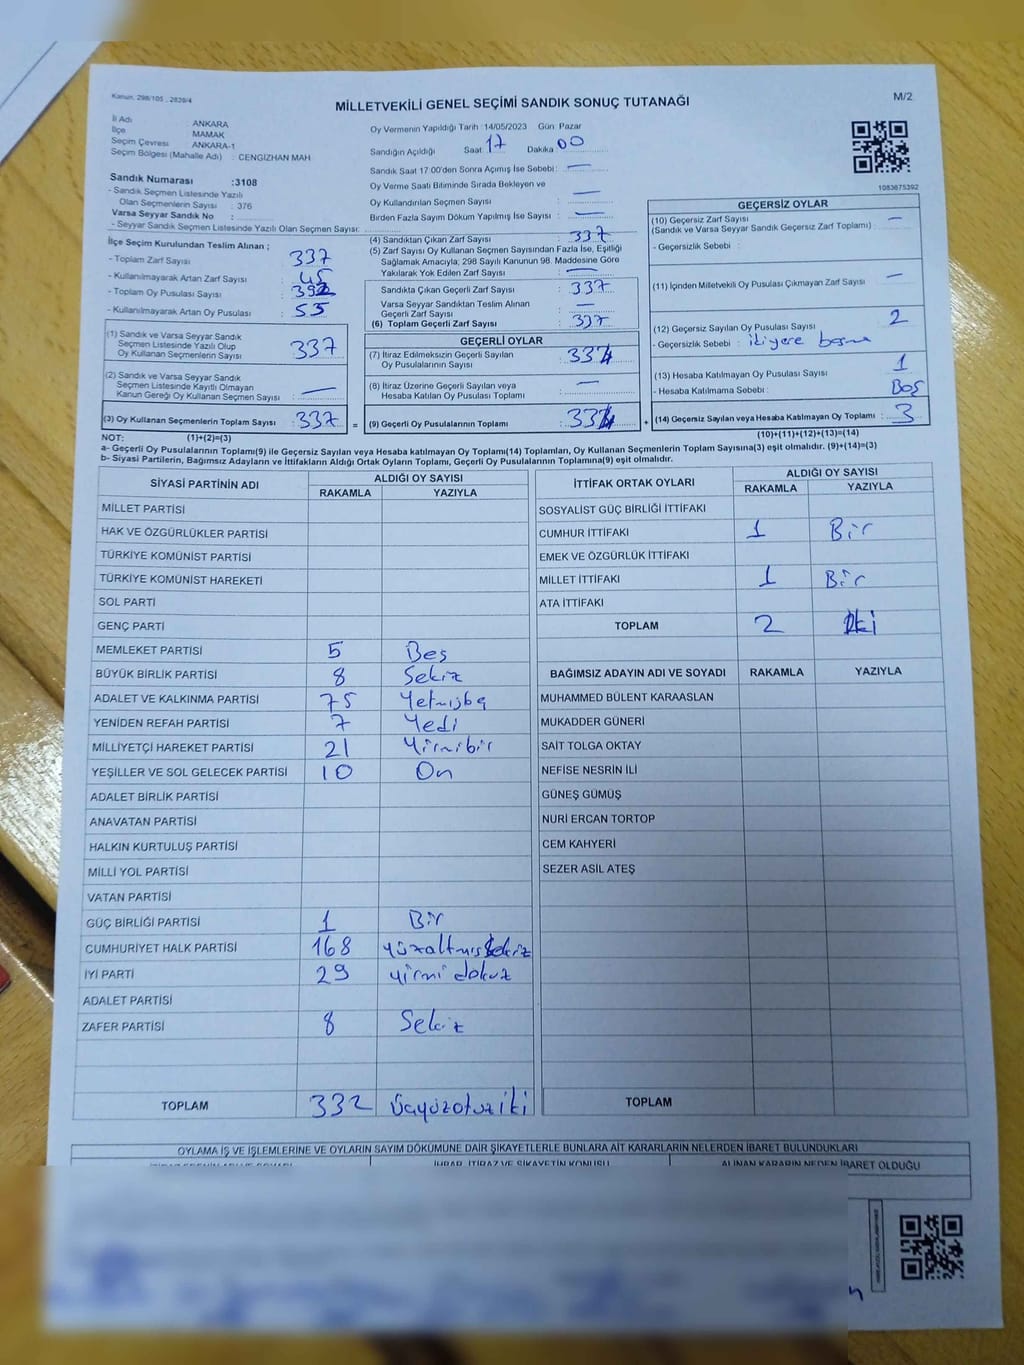 Kanun, 298/105 , 2839/4
MİLLETVEKİLİ GENEL SEÇİMİ SANDIK SONUÇ TUTANAĞI
M/2
İl Adı : ANKARA
İlçe : MAMAK
Seçim Çevresi : ANKARA-1
Seçim Bölgesi (Mahalle Adı) : CENGİZHAN MAH
Sandık Numarası :3108
- Sandık Seçmen Listesinde Yazılı
Olan Seçmenlerin Sayısı : 376
Varsa Seyyar Sandık No :
- Seyyar Sandık Seçmen Listesinde Yazılı Olan Seçmen Sayısı:
Oy Vermenin Yapıldığı Tarih :14/05/2023 Gün: Pazar
Sandığın Açıldığı Saat : 17 Dakika : 00
Sandık Saat 17:00'den Sonra Açımış İse Sebebi : —
Oy Verme Saati Bitiminde Sırada Bekleyen ve
Oy Kullandırılan Seçmen Sayısı : —
Birden Fazla Sayım Döküm Yapılmış İse Sayısı : —
1083675392
İlçe Seçim Kurulundan Teslim Alınan ;
- Toplam Zarf Sayısı : 337
- Kullanılmayarak Artan Zarf Sayısı : 45
- Toplam Oy Pusulası Sayısı : 392
- Kullanılmayarak Artan Oy Pusulası : 55
(1) Sandık ve Varsa Seyyar Sandık
Seçmen Listesinde Yazılı Olup
Oy Kullanan Seçmenlerin Sayısı : 337
(2) Sandık ve Varsa Seyyar Sandık
Seçmen Listesinde Kayıtlı Olmayan
Kanun Gereği Oy Kullanan Seçmen Sayısı : —
(3) Oy Kullanan Seçmenlerin Toplam Sayısı : 337
(4) Sandıktan Çıkan Zarf Sayısı : 337
(5) Zarf Sayısı Oy Kullanan Seçmen Sayısından Fazla İse, Eşitliği
Sağlamak Amacıyla; 298 Sayılı Kanunun 98. Maddesine Göre
Yakılarak Yok Edilen Zarf Sayısı : —
Sandıkta Çıkan Geçerli Zarf Sayısı : 337
Varsa Seyyar Sandıktan Teslim Alınan
Geçerli Zarf Sayısı : —
(6) Toplam Geçerli Zarf Sayısı : 337
GEÇERLİ OYLAR
(7) İtiraz Edilmeksizin Geçerli Sayılan
Oy Pusulası Sayısı : 334
(8) İtiraz Üzerine Geçerli Sayılan veya
Hesaba Katılan Oy Pusulası Toplamı : —
= (9) Geçerli Oy Pusulalarının Toplamı : 334 +
GEÇERSİZ OYLAR
(10) Geçersiz Zarf Sayısı
(Sandık ve Varsa Seyyar Sandık Geçersiz Zarf Toplamı) : —
- Geçersizlik Sebebi :
(11) İçinden Milletvekili Oy Pusulası Çıkmayan Zarf Sayısı : —
(12) Geçersiz Sayılan Oy Pusulası Sayısı : 2
- Geçersizlik Sebebi :
(13) Hesaba Katılmayan Oy Pusulası Sayısı : 1
- Hesaba Katılmama Sebebi : Boş
(14) Geçersiz Sayılan veya Hesaba Katılmayan Oy Toplamı : 3
NOT: (1)+(2)=(3)
(10)+(11)+(12)+(13)=(14)
a- Geçerli Oy Pusulalarının Toplamı(9) ile Geçersiz Sayılan veya Hesaba katılmayan Oy Toplamı(14) Toplamları, Oy Kullanan Seçmenlerin Toplam Sayısına(3) eşit olmalıdır. (9)+(14)=(3)
b- Siyasi Partilerin, Bağımsız Adayların ve İttifakların Aldığı Ortak Oyların Toplamı, Geçerli Oy Pusulalarının Toplamına(9) eşit olmalıdır.
SİYASİ PARTİNİN ADI ALDIĞI OY SAYISI
RAKAMLA YAZIYLA
MİLLET PARTİSİ
HAK VE ÖZGÜRLÜKLER PARTİSİ
TÜRKİYE KOMÜNİST PARTİSİ
TÜRKİYE KOMÜNİST HAREKETİ
SOL PARTİ
GENÇ PARTİ
MEMLEKET PARTİSİ 5 Beş
BÜYÜK BİRLİK PARTİSİ 8 Sekiz
ADALET VE KALKINMA PARTİSİ 75 Yetmişbeş
YENİDEN REFAH PARTİSİ 7 Yedi
MİLLİYETÇİ HAREKET PARTİSİ 21 Yirmibir
YEŞİLLER VE SOL GELECEK PARTİSİ 10 On
ADALET BİRLİK PARTİSİ
ANAVATAN PARTİSİ
HALKIN KURTULUŞ PARTİSİ
MİLLİ YOL PARTİSİ
VATAN PARTİSİ
GÜÇ BİRLİĞİ PARTİSİ 1 Bir
CUMHURİYET HALK PARTİSİ 168 yüzaltmışsekiz
İYİ PARTİ 29 yirmi dokuz
ADALET PARTİSİ
ZAFER PARTİSİ 8 Sekiz
TOPLAM 332 Üçyüzotuziki
İTTİFAK ORTAK OYLARI ALDIĞI OY SAYISI
RAKAMLA YAZIYLA
SOSYALİST GÜÇ BİRLİĞİ İTTİFAKI
CUMHUR İTTİFAKI 1 Bir
EMEK VE ÖZGÜRLÜK İTTİFAKI
MİLLET İTTİFAKI 1 Bir
ATA İTTİFAKI
TOPLAM 2 İki
BAĞIMSIZ ADAYIN ADI VE SOYADI RAKAMLA YAZIYLA
MUHAMMED BÜLENT KARAASLAN
MUKADDER GÜNERİ
SAİT TOLGA OKTAY
NEFİSE NESRİN İLİ
GÜNEŞ GÜMÜŞ
NURİ ERCAN TORTOP
CEM KAHYERİ
SEZER ASIL ATEŞ
TOPLAM
OYLAMA İŞ VE İŞLEMLERİNE VE OYLARIN SAYIM DÖKÜMÜNE DAİR ŞİKAYETLERLE BUNLARA AİT KARARLARIN NELERDEN İBARET BULUNDUKLARI
İHBAR, İTİRAZ VE ŞİKAYETİN KONUSU ALINAN KARARIN NEDEN İBARET OLDUĞU